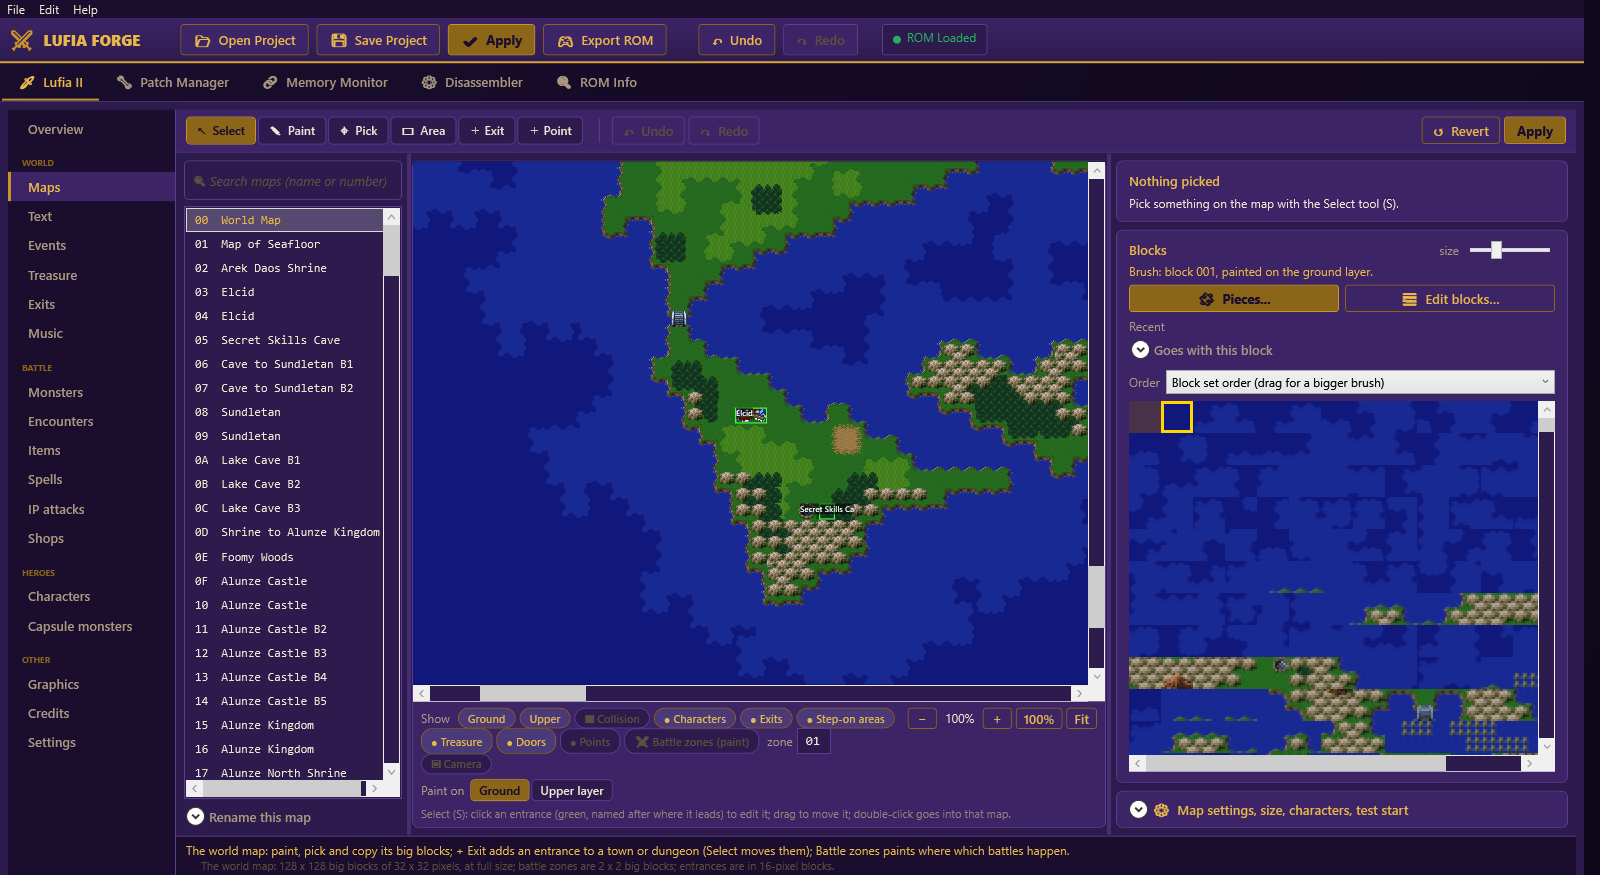 File Edit Help
LUFIA FORGE
Open Project Save Project Apply Export ROM Undo Redo ROM Loaded
Lufia II Patch Manager Memory Monitor Disassembler ROM Info
Overview
WORLD
Maps
Text
Events
Treasure
Exits
Music
BATTLE
Monsters
Encounters
Items
Spells
IP attacks
Shops
HEROES
Characters
Capsule monsters
OTHER
Graphics
Credits
Settings
Select Paint Pick Area + Exit + Point Undo Redo Revert Apply
Search maps (name or number)
00 World Map
01 Map of Seafloor
02 Arek Daos Shrine
03 Elcid
04 Elcid
05 Secret Skills Cave
06 Cave to Sundletan B1
07 Cave to Sundletan B2
08 Sundletan
09 Sundletan
0A Lake Cave B1
0B Lake Cave B2
0C Lake Cave B3
0D Shrine to Alunze Kingdom
0E Foomy Woods
0F Alunze Castle
10 Alunze Castle
11 Alunze Castle B2
12 Alunze Castle B3
13 Alunze Castle B4
14 Alunze Castle B5
15 Alunze Kingdom
16 Alunze Kingdom
17 Alunze North Shrine
Rename this map
Elcid
Secret Skills Ca
Show Ground Upper Collision Characters Exits Step-on areas − 100% + 100% Fit
Treasure Doors Points Battle zones (paint) zone 01
Camera
Paint on Ground Upper layer
Select (S): click an entrance (green, named after where it leads) to edit it; drag to move it; double-click goes into that map.
Nothing picked
Pick something on the map with the Select tool (S).
Blocks size
Brush: block 001, painted on the ground layer.
Pieces... Edit blocks...
Recent
Goes with this block
Order Block set order (drag for a bigger brush)
Map settings, size, characters, test start
The world map: paint, pick and copy its big blocks; + Exit adds an entrance to a town or dungeon (Select moves them); Battle zones paints where which battles happen.
The world map: 128 x 128 big blocks of 32 x 32 pixels, at full size; battle zones are 2 x 2 big blocks; entrances are in 16-pixel blocks.